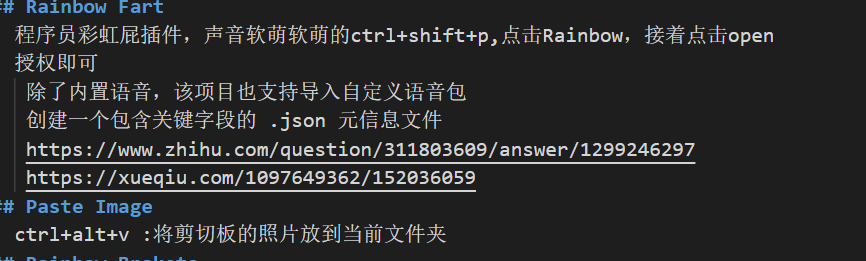 ## Rainbow Fart
程序员彩虹屁插件，声音软萌软萌的ctrl+shift+p,点击Rainbow，接着点击open
授权即可
除了内置语音，该项目也支持导入自定义语音包
创建一个包含关键字段的 .json 元信息文件
https://www.zhihu.com/question/311803609/answer/1299246297
https://xueqiu.com/1097649362/152036059
## Paste Image
ctrl+alt+v :将剪切板的照片放到当前文件夹